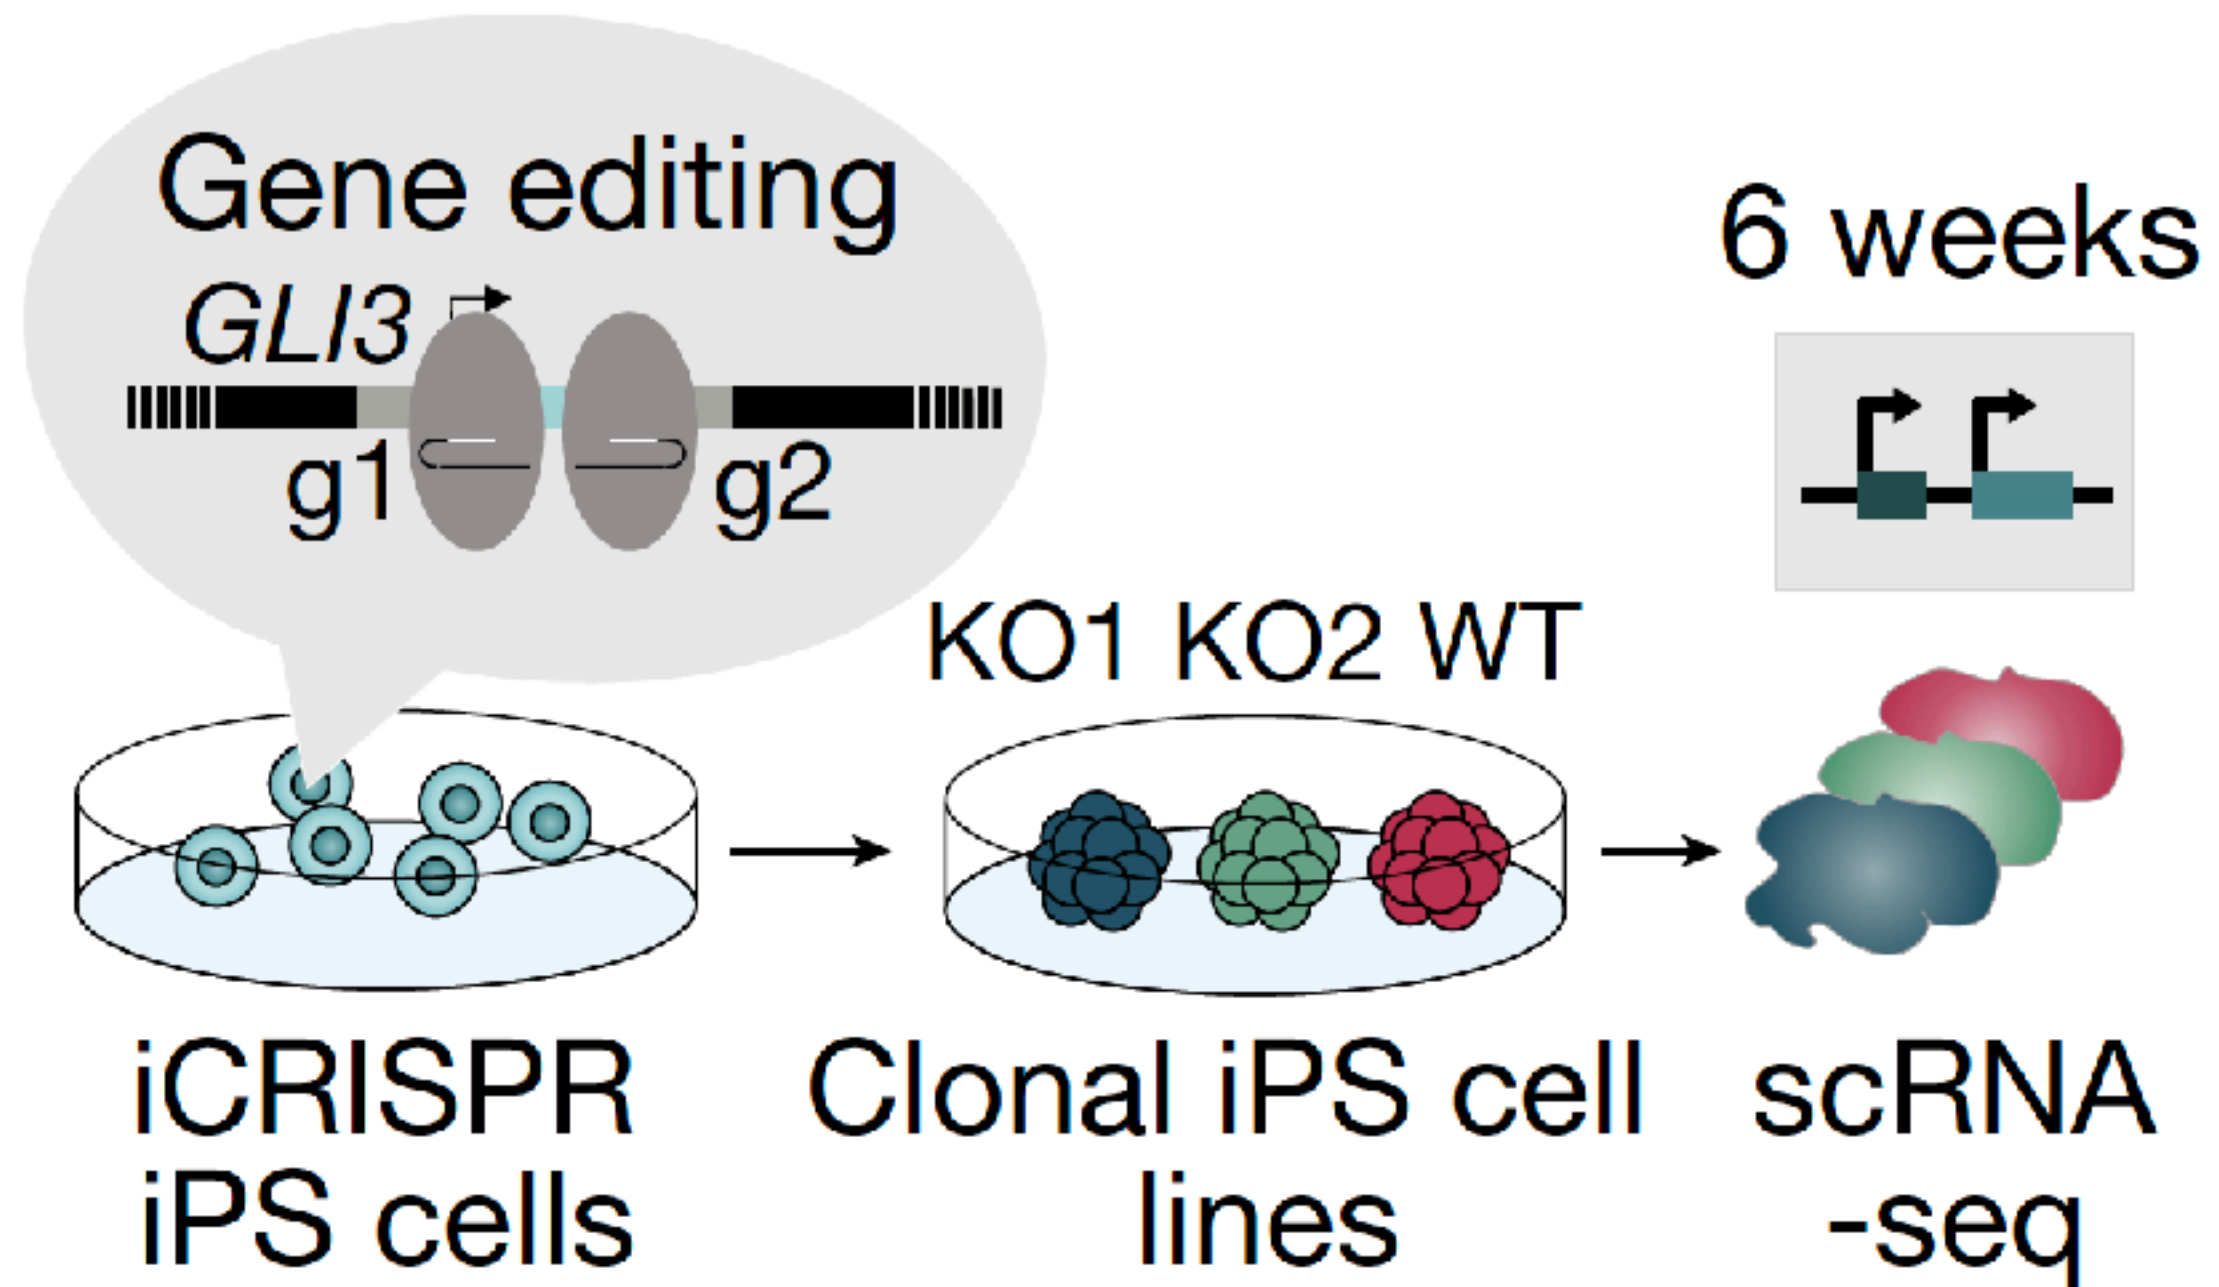 Gene editing
GLI3
g1
g2
6 weeks
KO1 KO2 WT
iCRISPR
iPS cells
Clonal iPS cell
lines
scRNA
-seq